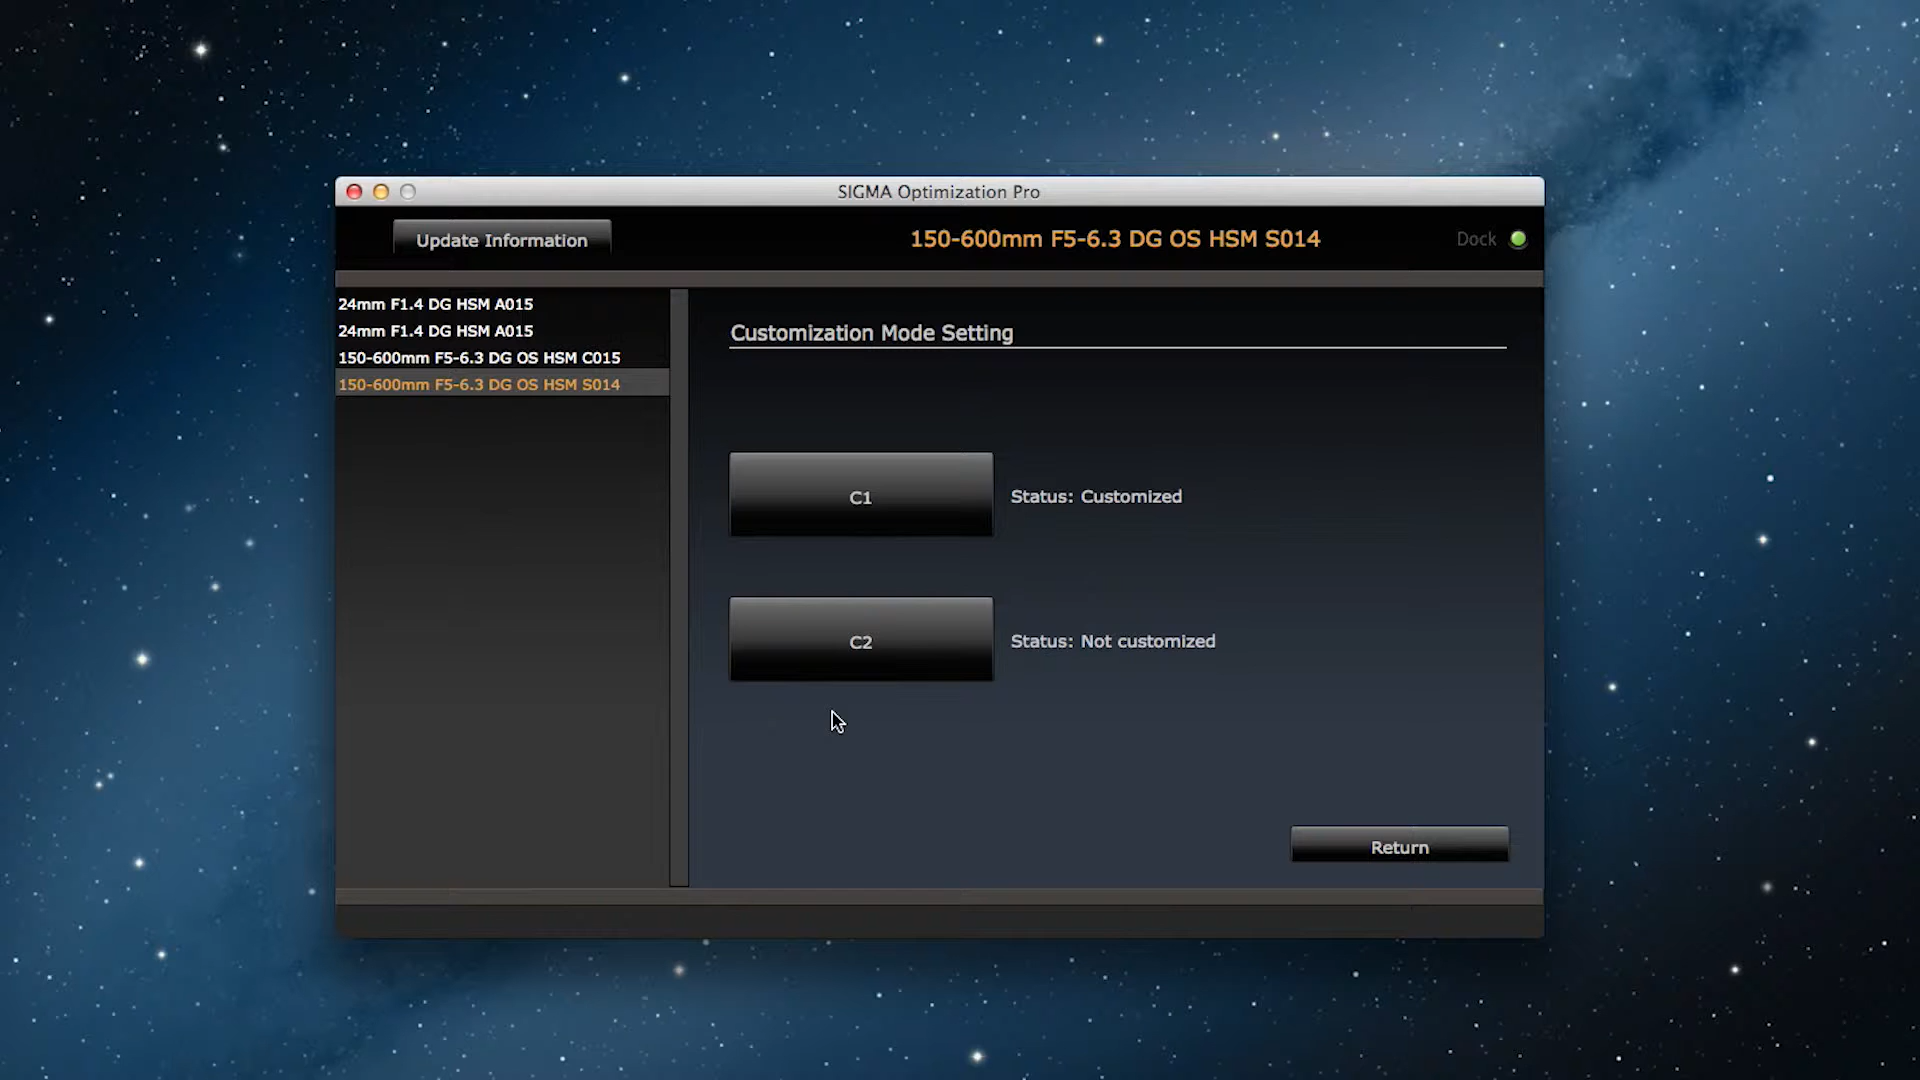 SIGMA Optimization Pro
Update Information
150-600mm F5-6.3 DG OS HSM S014
Dock
24mm F1.4 DG HSM A015
24mm F1.4 DG HSM A015
150-600mm F5-6.3 DG OS HSM C015
150-600mm F5-6.3 DG OS HSM S014
Customization Mode Setting
C1
Status: Customized
C2
Status: Not customized
Return